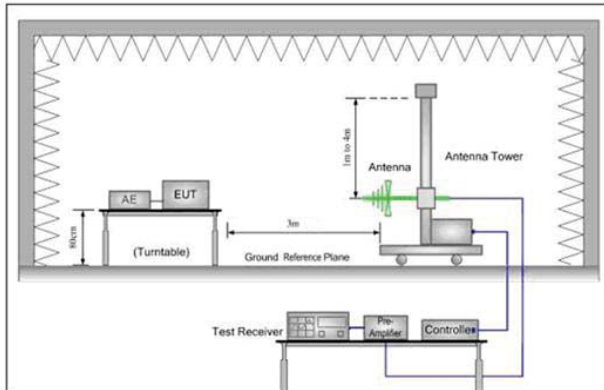 1m to 4m
Antenna
Antenna Tower
AE
EUT
80cm
(Turntable)
3m
Ground Reference Plane
Test Receiver
Pre-
Amplifier
Controller